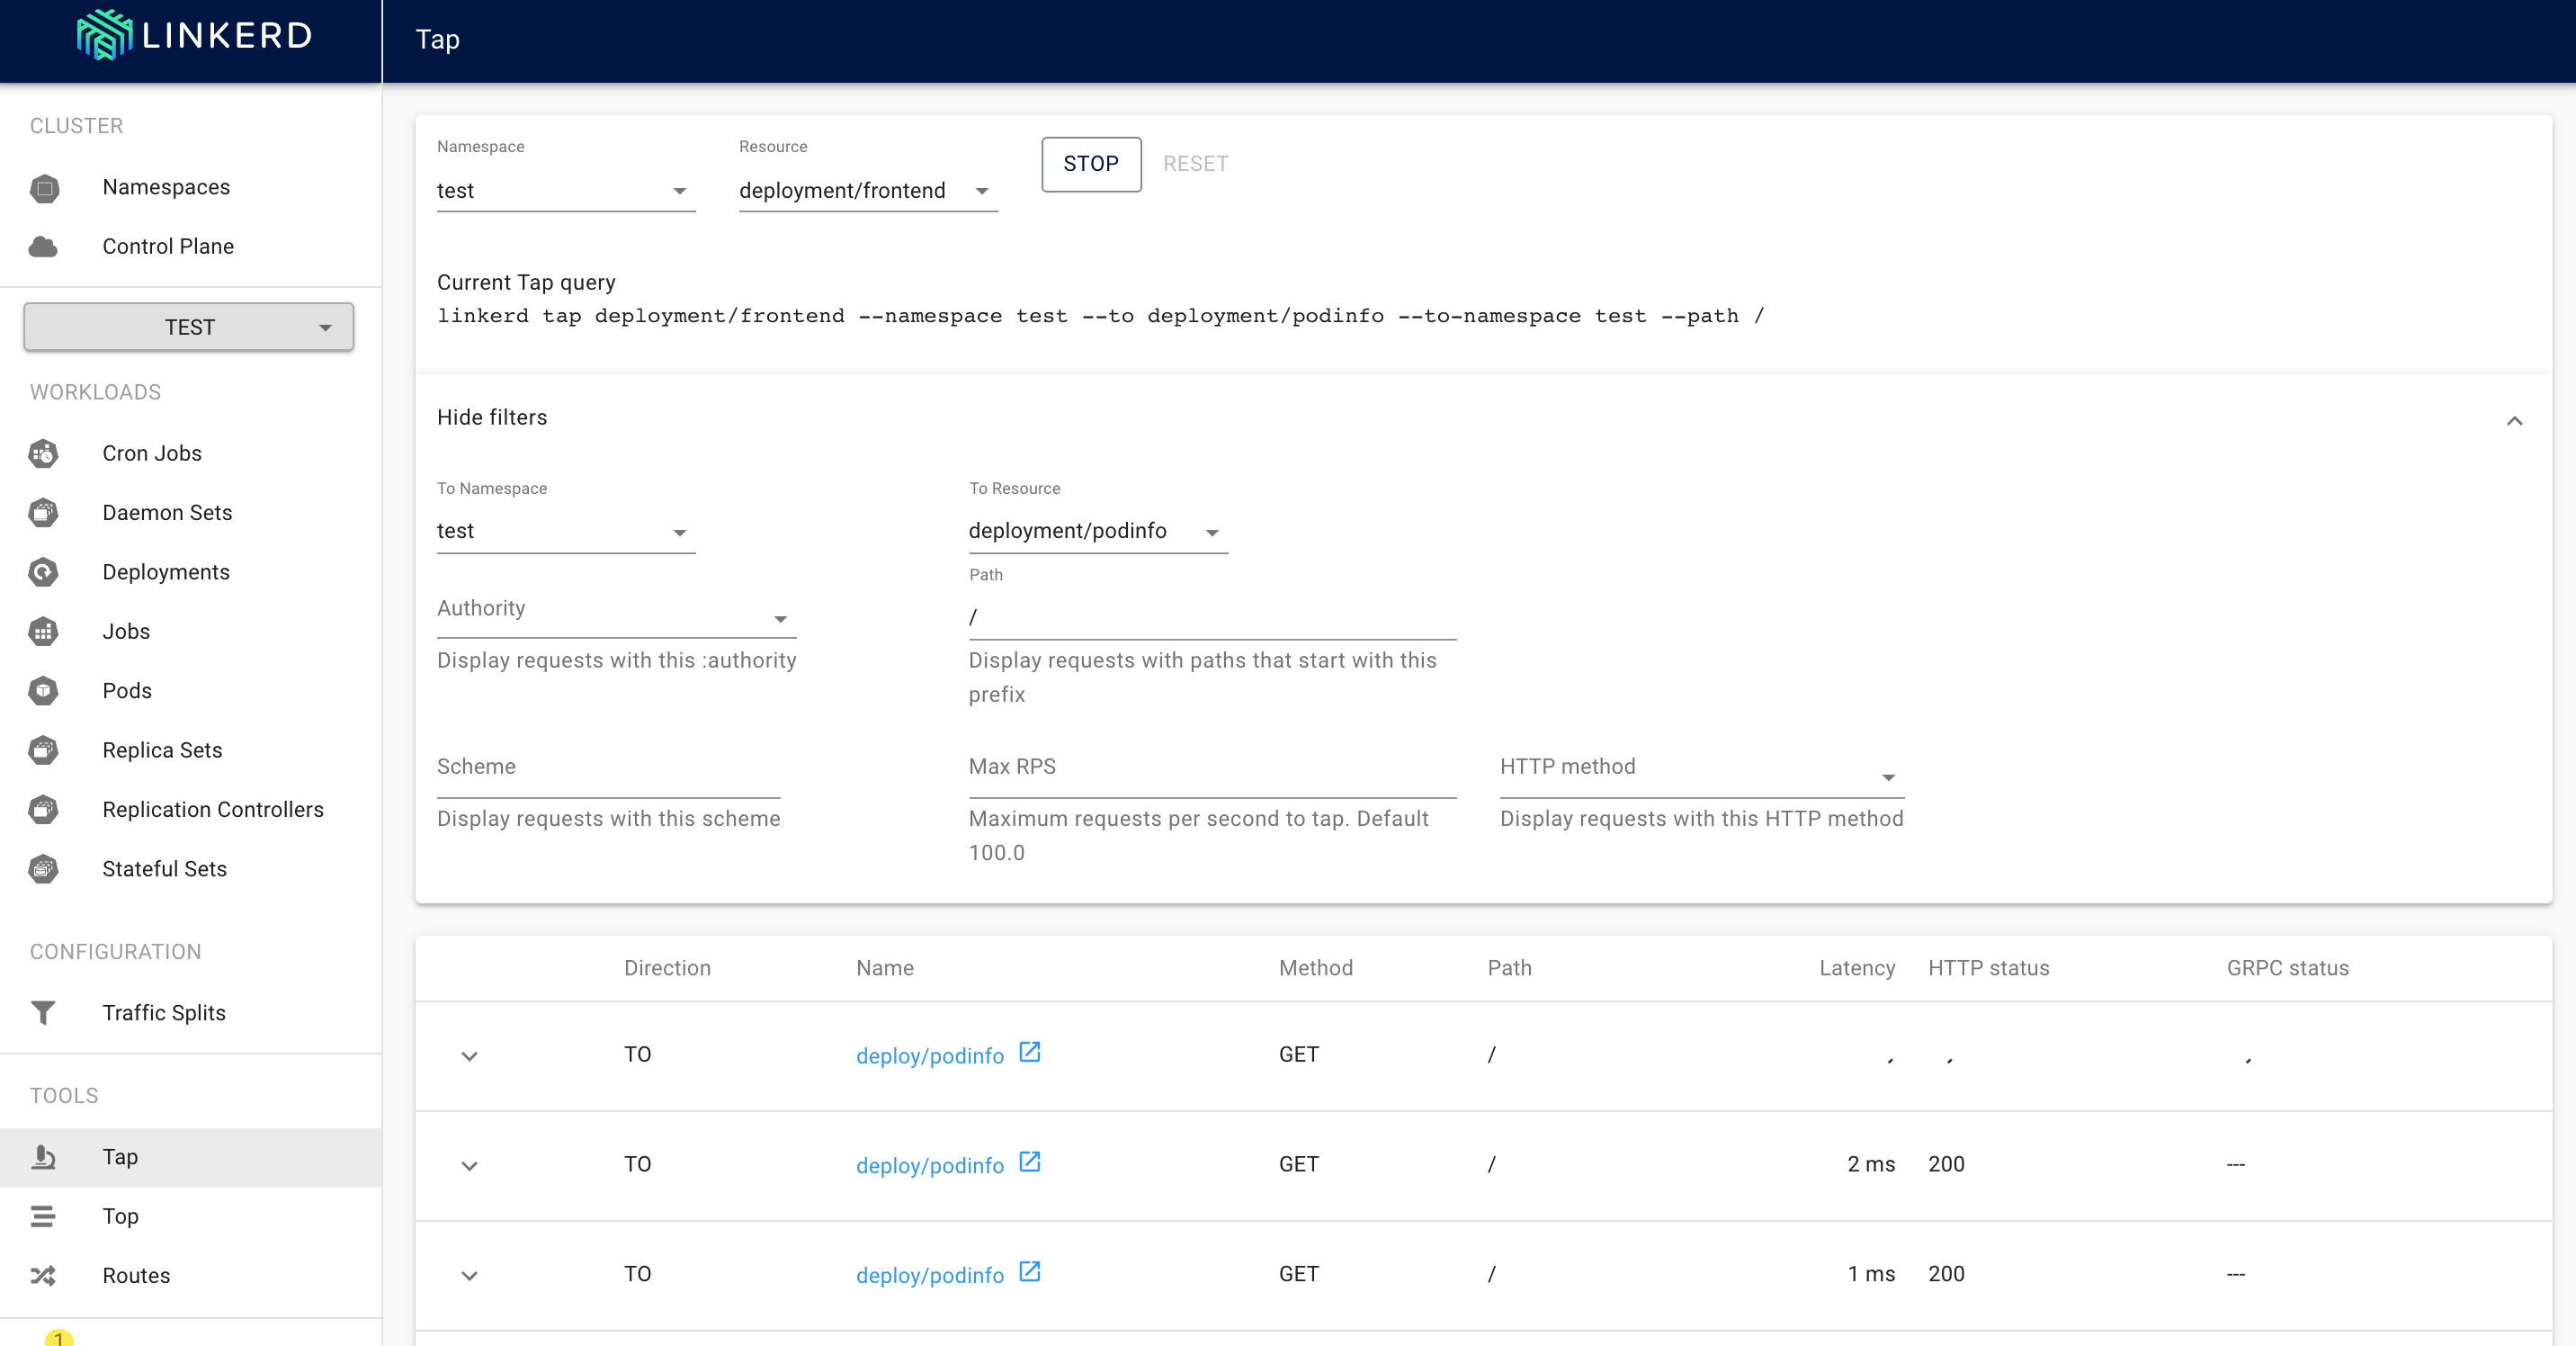 LINKERD
Tap
CLUSTER
Namespaces
Control Plane
TEST
WORKLOADS
Cron Jobs
Daemon Sets
Deployments
Jobs
Pods
Replica Sets
Replication Controllers
Stateful Sets
CONFIGURATION
Traffic Splits
TOOLS
Tap
Top
Routes
1
Namespace
test
Resource
deployment/frontend
STOP
RESET
Current Tap query
linkerd tap deployment/frontend --namespace test --to deployment/podinfo --to-namespace test --path /
Hide filters
To Namespace
test
To Resource
deployment/podinfo
Authority
Display requests with this :authority
Path
/
Display requests with paths that start with this
prefix
Scheme
Display requests with this scheme
Max RPS
Maximum requests per second to tap. Default
100.0
HTTP method
Display requests with this HTTP method
Direction Name Method Path Latency HTTP status GRPC status
TO deploy/podinfo GET /
TO deploy/podinfo GET / 2 ms 200 ---
TO deploy/podinfo GET / 1 ms 200 ---